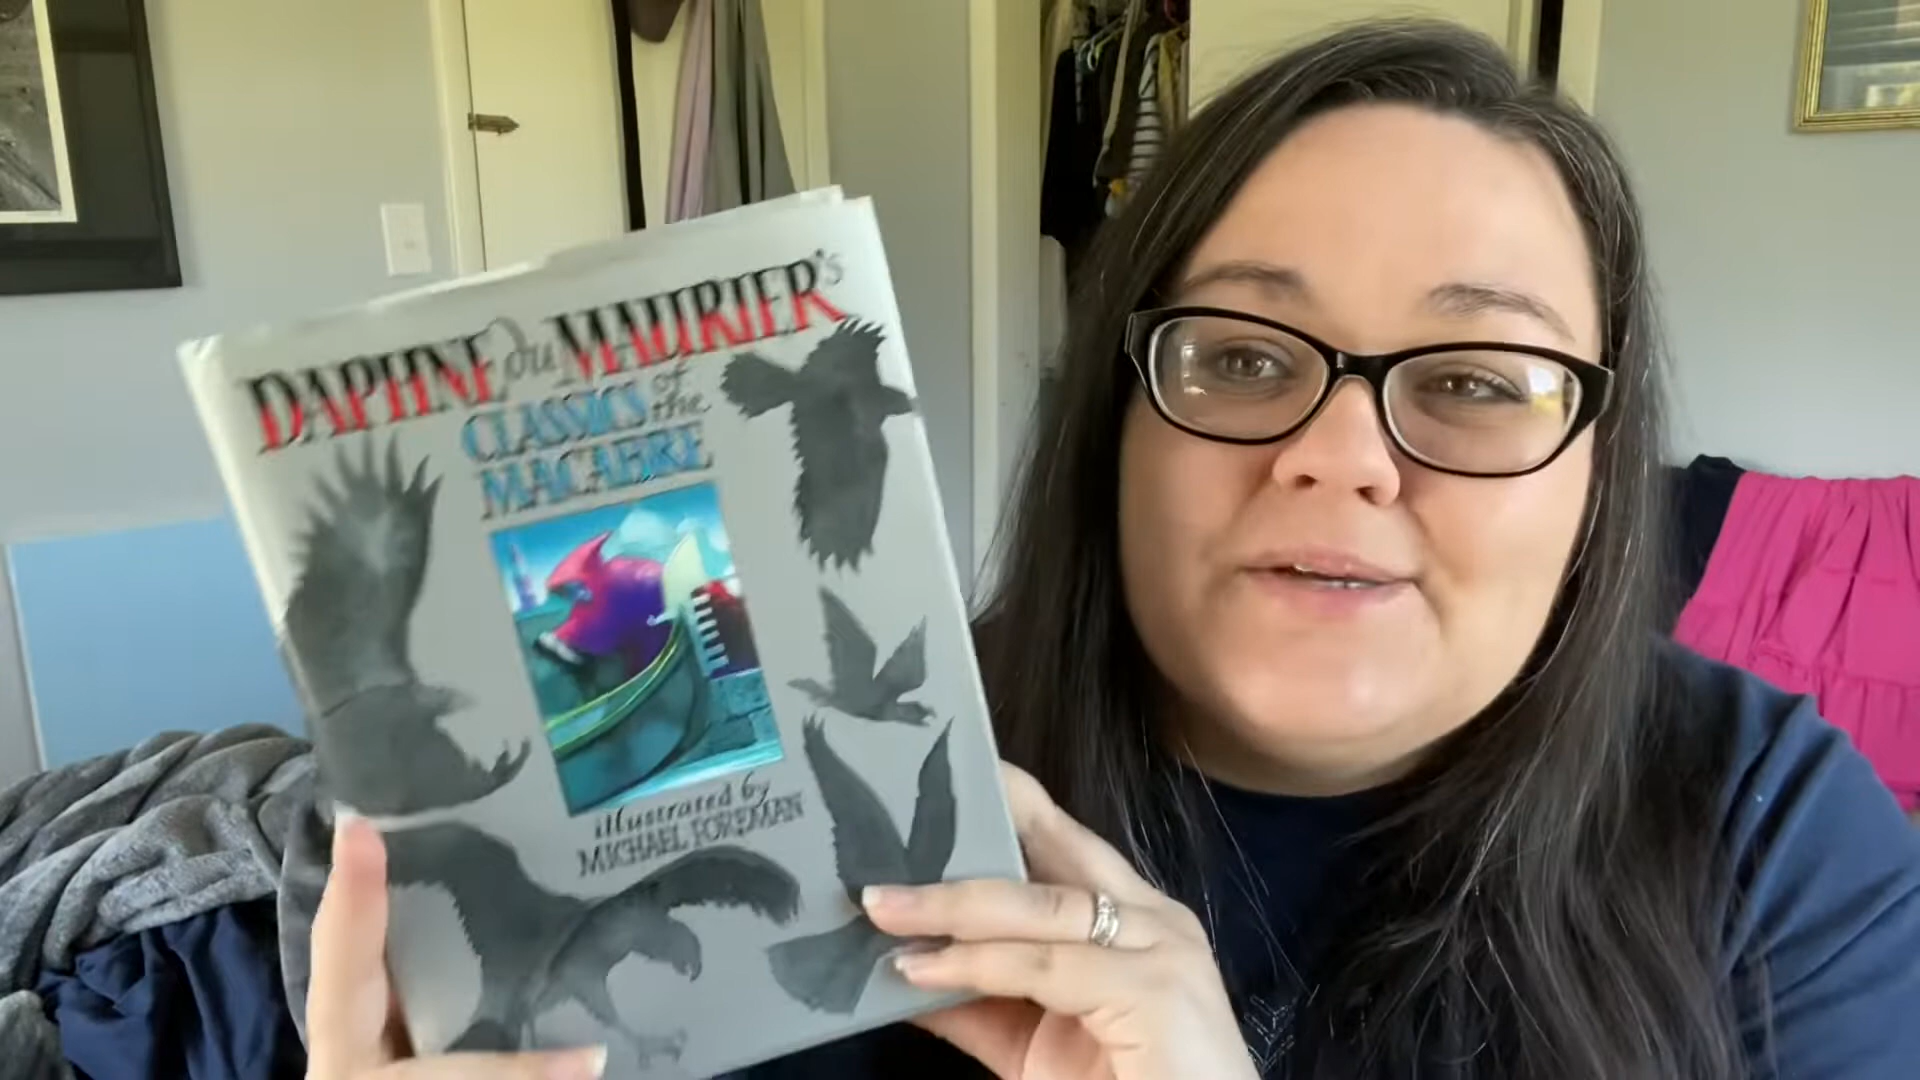 DAPHNE du MAURIER's
CLASSICS of the
MACABRE
illustrated by
MICHAEL FOREMAN